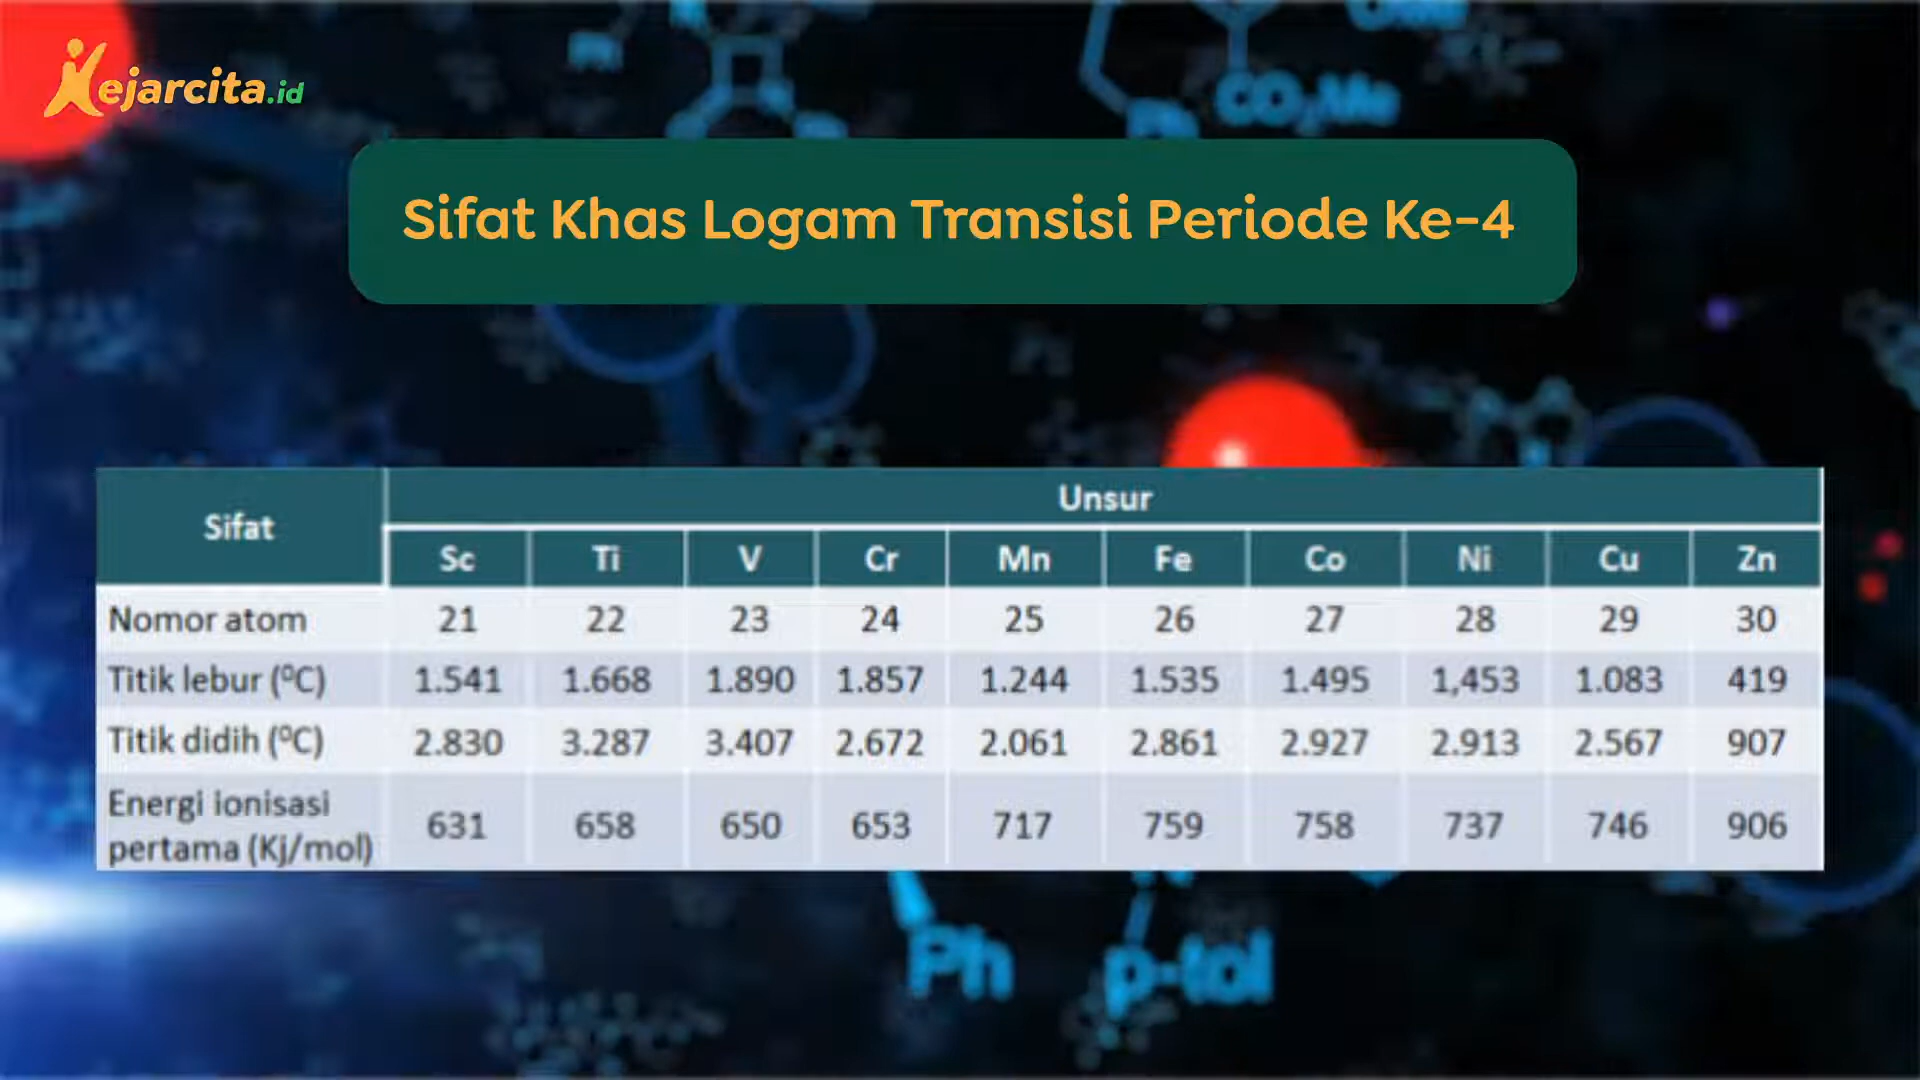 Kejarcita.id
CO₂Me
Sifat Khas Logam Transisi Periode Ke-4
Sifat Unsur
Sc Ti V Cr Mn Fe Co Ni Cu Zn
Nomor atom 21 22 23 24 25 26 27 28 29 30
Titik lebur (⁰C) 1.541 1.668 1.890 1.857 1.244 1.535 1.495 1,453 1.083 419
Titik didih (⁰C) 2.830 3.287 3.407 2.672 2.061 2.861 2.927 2.913 2.567 907
Energi ionisasi
pertama (Kj/mol) 631 658 650 653 717 759 758 737 746 906
Ph p-tol